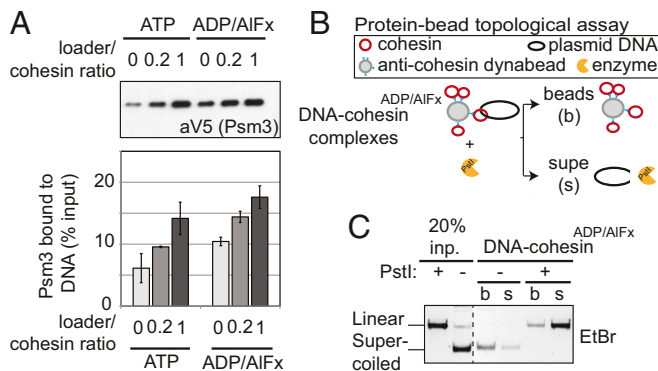 A
ATP ADP/AlFx
loader/
cohesin ratio
0 0.2 1 0 0.2 1
aV5 (Psm3)
Psm3 bound to
DNA (% input)
20
10
0
loader/
cohesin ratio
0 0.2 1 0 0.2 1
ATP ADP/AlFx
B
Protein-bead topological assay
cohesin plasmid DNA
anti-cohesin dynabead enzyme
DNA-cohesin ADP/AlFx
complexes
+
PstI
beads
(b)
supe
(s)
PstI
C
20%
inp. DNA-cohesin ADP/AlFx
PstI: + - - +
b s b s
Linear
Super-
coiled
EtBr